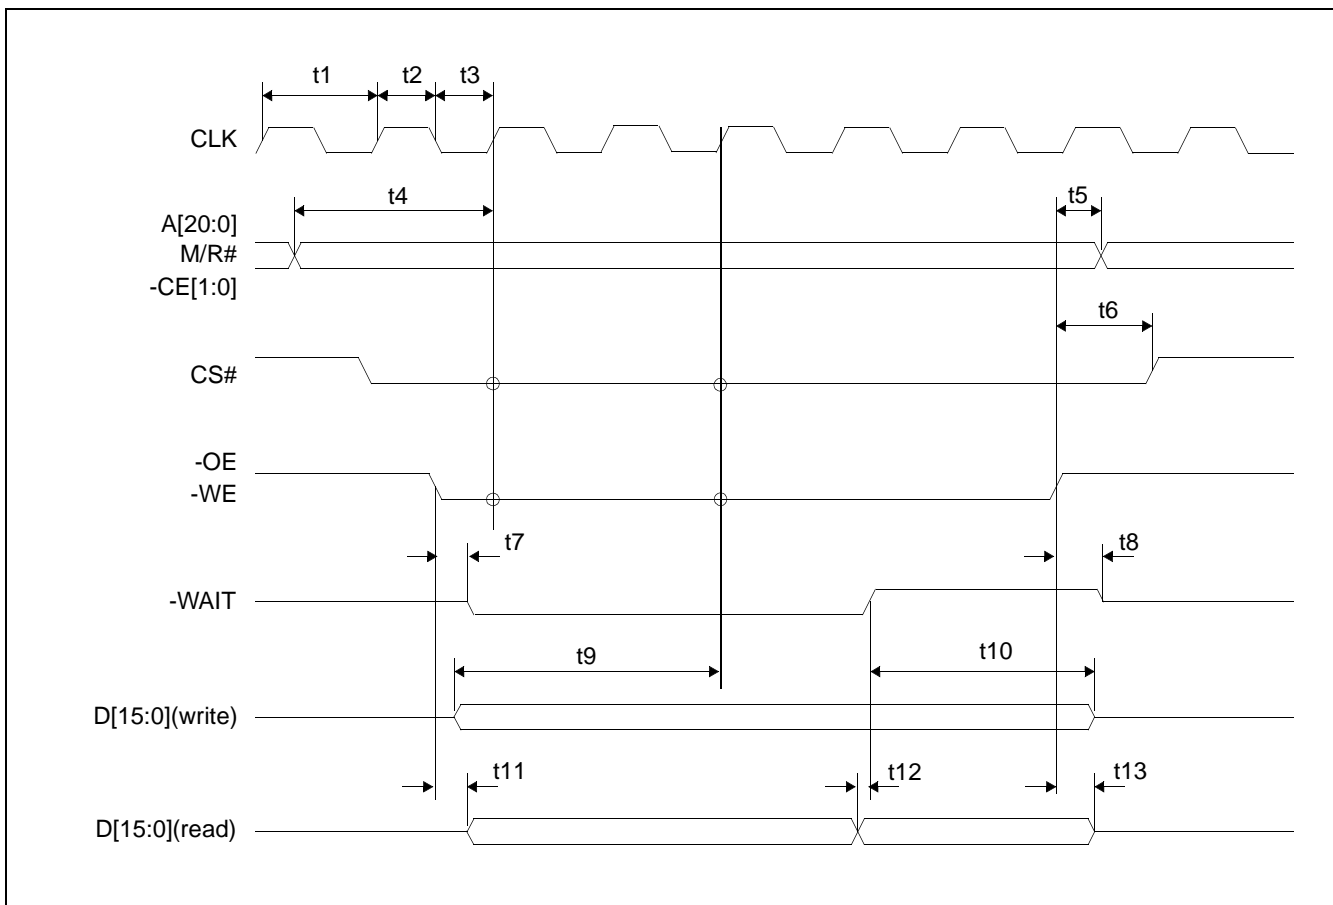 t1 t2 t3
CLK
t4 t5
A[20:0]
M/R#
-CE[1:0]
t6
CS#
-OE
-WE
t7 t8
-WAIT
t9 t10
D[15:0](write)
t11 t12 t13
D[15:0](read)